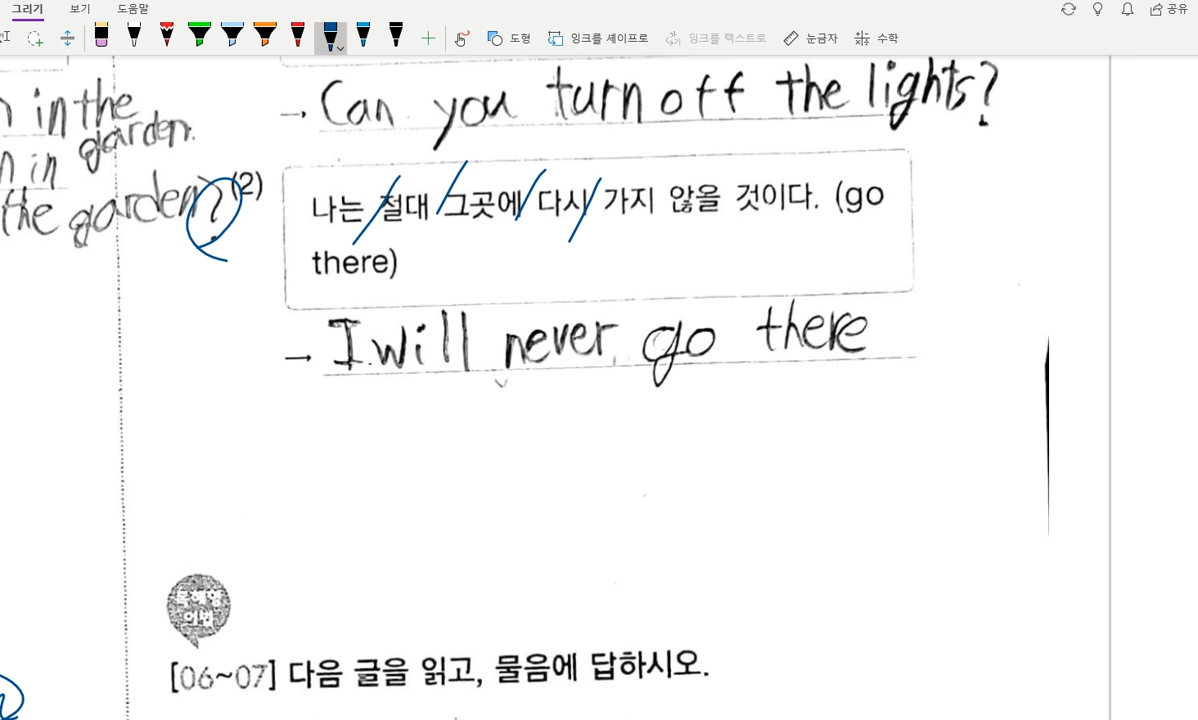 그리기 보기 도움말 공유
도형 잉크를 셰이프로 잉크를 텍스트로 눈금자 수학
in the
garden.
in
the garden?
→ Can you turn off the lights?
(2) 나는 절대 그곳에 다시 가지 않을 것이다. (go
there)
→ I will never go there
독해영
[06~07] 다음 글을 읽고, 물음에 답하시오.